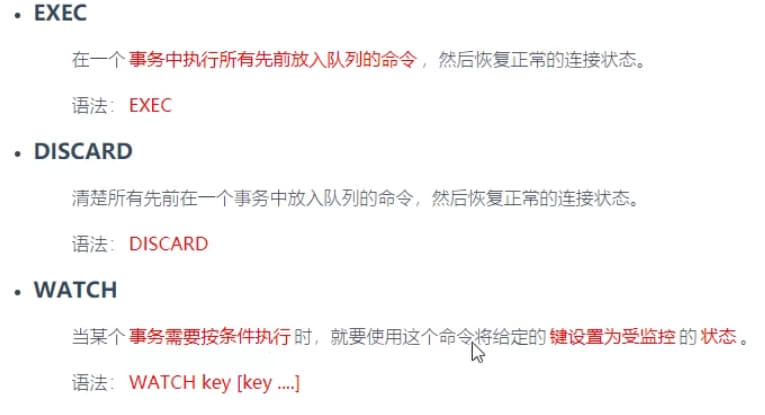 EXEC
在一个 事务中执行所有先前放入队列的命令 ，然后恢复正常的连接状态。
语法： EXEC
DISCARD
清楚所有先前在一个事务中放入队列的命令，然后恢复正常的连接状态。
语法： DISCARD
WATCH
当某个 事务需要按条件执行 时，就要使用这个命令将给定的 键设置为受监控 的 状态 。
语法： WATCH key [key ....]